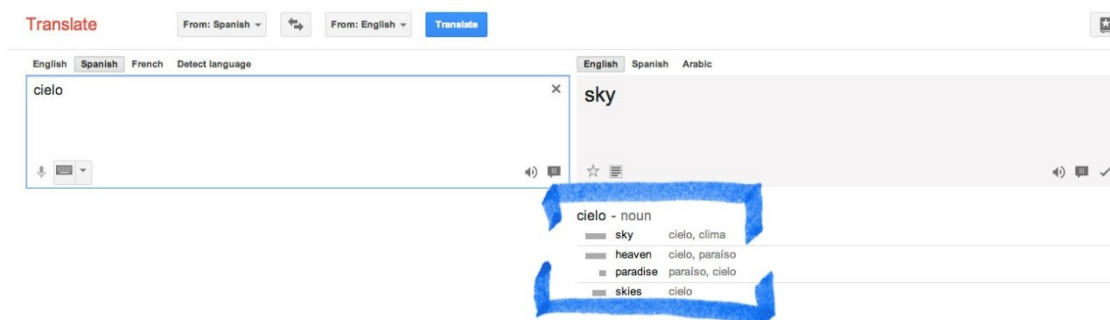 Translate From: Spanish From: English Translate
English Spanish French Detect language
cielo
English Spanish Arabic
sky
cielo - noun
sky cielo, clima
heaven cielo, paraíso
paradise paraíso, cielo
skies cielo